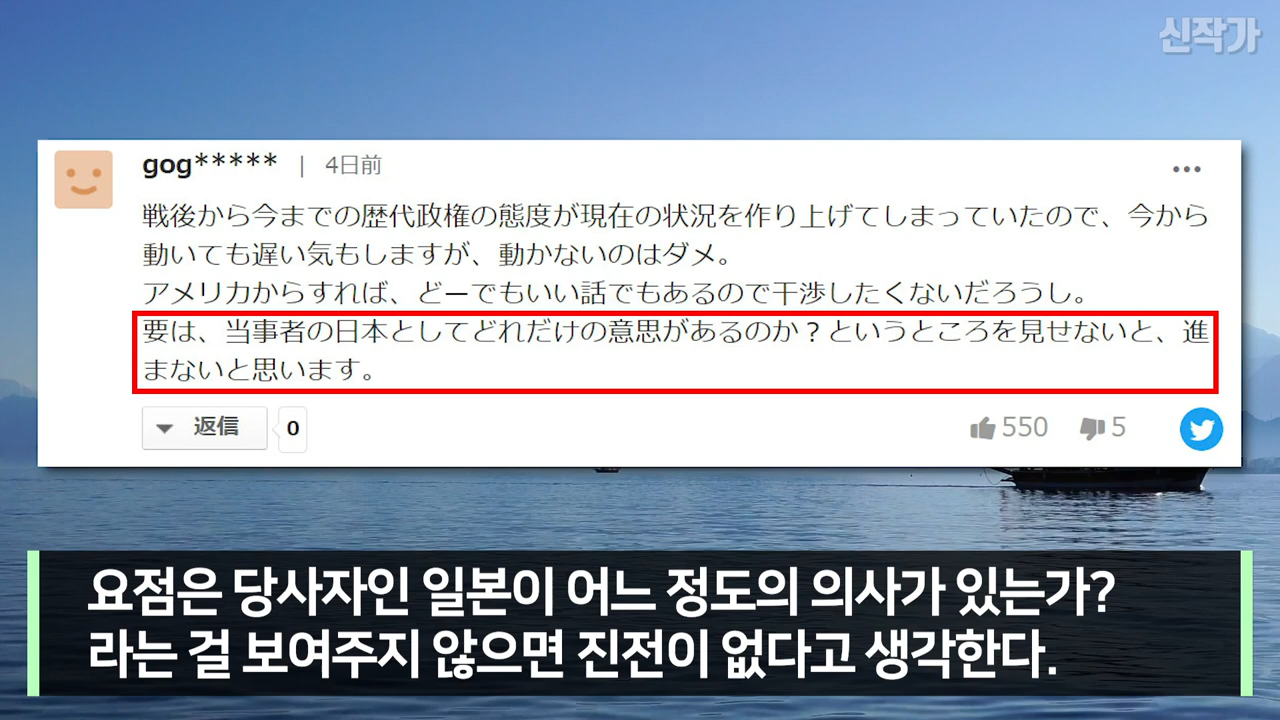 신작가
gog***** | 4日前
戦後から今までの歴代政権の態度が現在の状況を作り上げてしまっていたので、今から
動いても遅い気もしますが、動かないのはダメ。
アメリカからすれば、どーでもいい話でもあるので干渉したくないだろうし。
要は、当事者の日本としてどれだけの意思があるのか？というところを見せないと、進
まないと思います。
返信 0 550 5
요점은 당사자인 일본이 어느 정도의 의사가 있는가?
라는 걸 보여주지 않으면 진전이 없다고 생각한다.